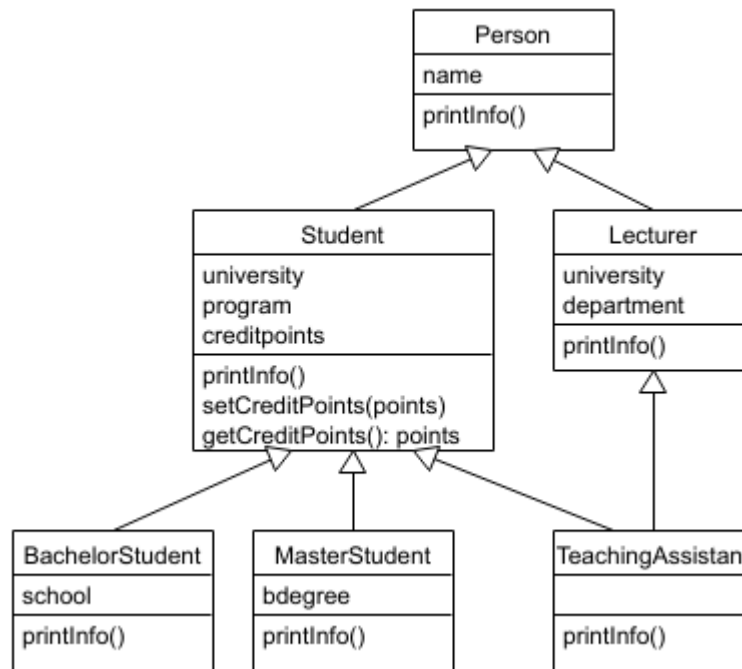 Person
name
printInfo()
Student
university
program
creditpoints
printInfo()
setCreditPoints(points)
getCreditPoints(): points
Lecturer
university
department
printInfo()
BachelorStudent
school
printInfo()
MasterStudent
bdegree
printInfo()
TeachingAssistan
printInfo()